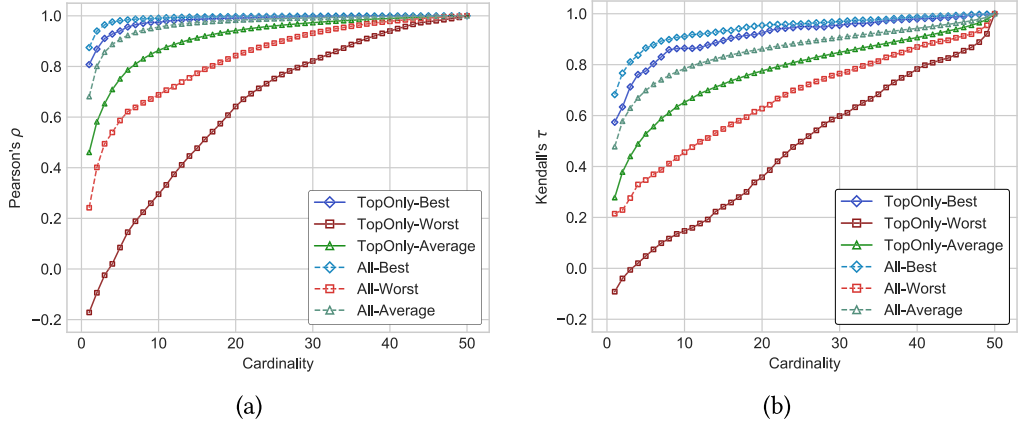 1.0
0.8
0.6
0.4
0.2
0.0
−0.2
Pearson's ρ
TopOnly-Best
TopOnly-Worst
TopOnly-Average
All-Best
All-Worst
All-Average
0 10 20 30 40 50
Cardinality
(a)
1.0
0.8
0.6
0.4
0.2
0.0
−0.2
Kendall's τ
TopOnly-Best
TopOnly-Worst
TopOnly-Average
All-Best
All-Worst
All-Average
0 10 20 30 40 50
Cardinality
(b)